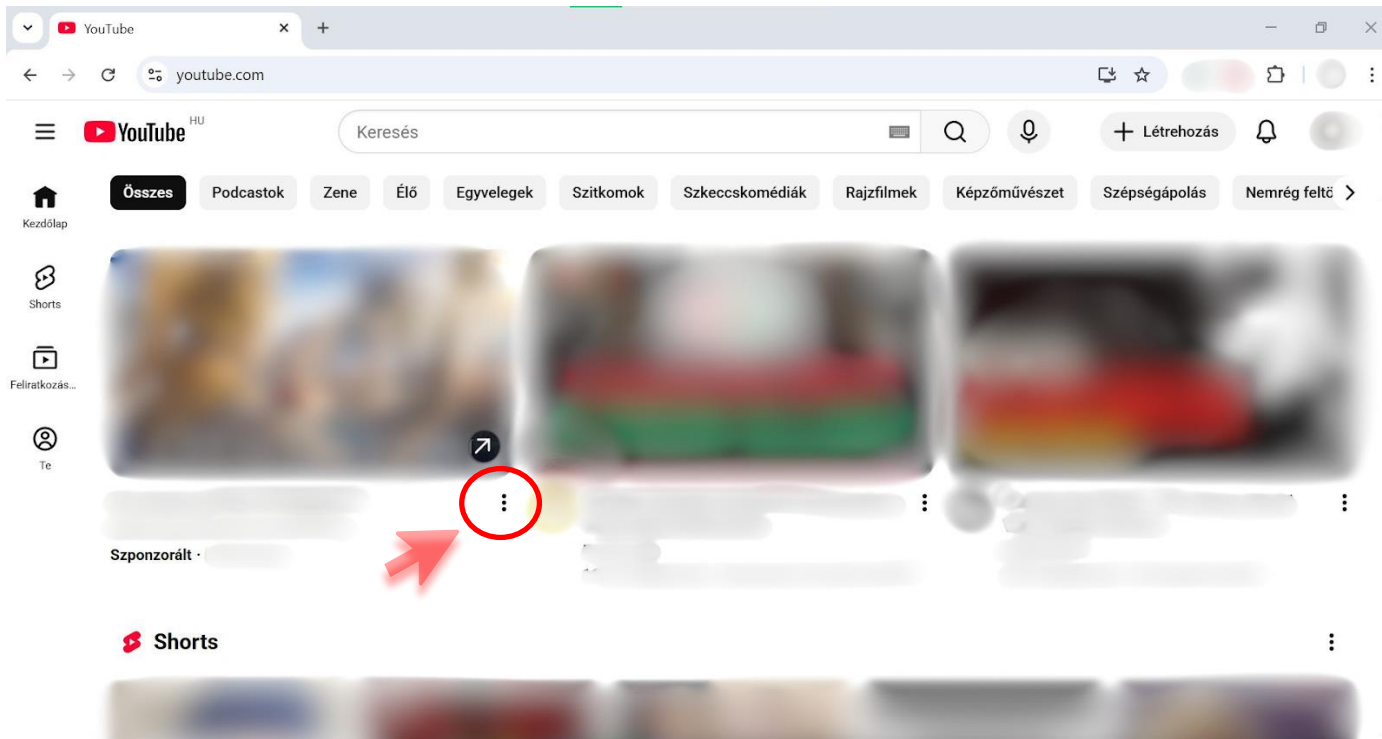 YouTube
youtube.com
YouTube HU
Keresés
Létrehozás
Összes Podcastok Zene Élő Egyvelegek Szitkomok Szkeccskomédiák Rajzfilmek Képzőművészet Szépségápolás Nemrég feltö
Kezdőlap
Shorts
Feliratkozás...
Te
Szponzorált ·
Shorts